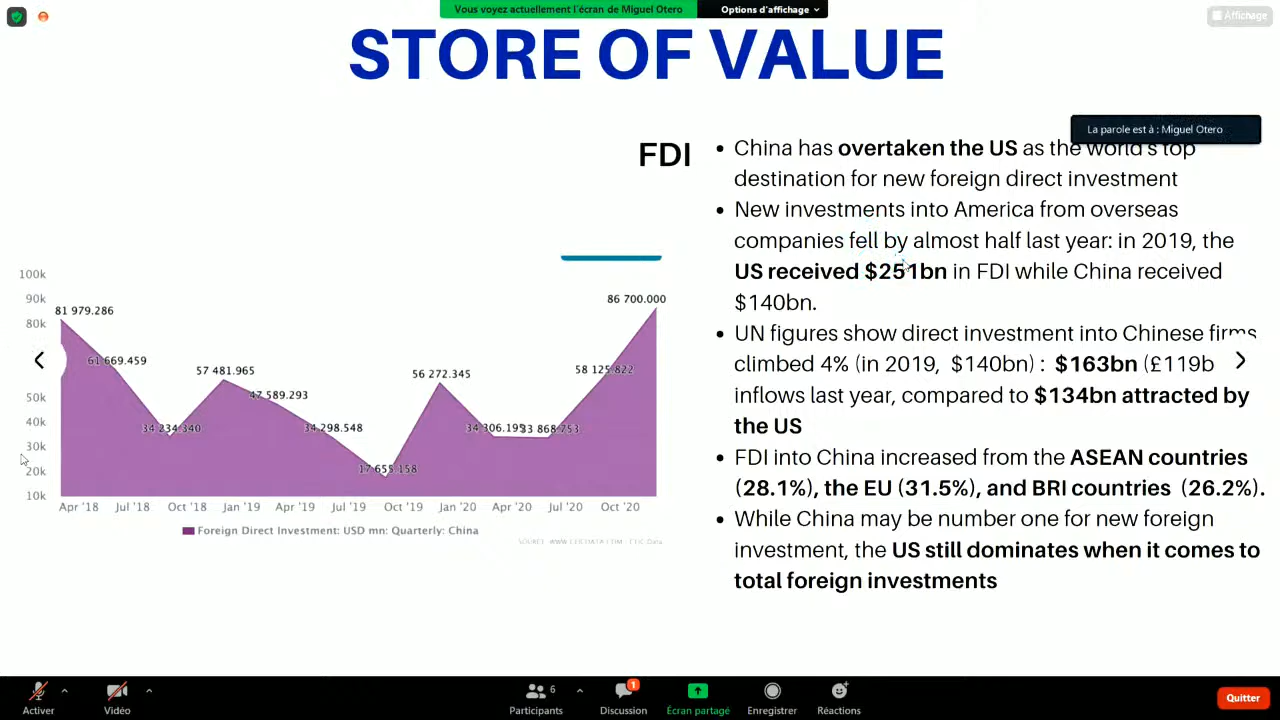 Vous voyez actuellement l'écran de Miguel Otero
Options d'affichage
Affichage
STORE OF VALUE
La parole est à : Miguel Otero
FDI
China has overtaken the US as the world's top
destination for new foreign direct investment
New investments into America from overseas
companies fell by almost half last year: in 2019, the
US received $251bn in FDI while China received
$140bn.
UN figures show direct investment into Chinese firms
climbed 4% (in 2019, $140bn) : $163bn (£119b
inflows last year, compared to $134bn attracted by
the US
FDI into China increased from the ASEAN countries
(28.1%), the EU (31.5%), and BRI countries (26.2%).
While China may be number one for new foreign
investment, the US still dominates when it comes to
total foreign investments
100k
90k
80k
50k
40k
30k
20k
10k
81 979.286
61 669.459
34 234.340
57 481.965
47 589.293
34 298.548
17 655.158
56 272.345
34 306.195
33 868.753
58 125.822
86 700.000
Apr '18
Jul '18
Oct '18
Jan '19
Apr '19
Jul '19
Oct '19
Jan '20
Apr '20
Jul '20
Oct '20
Foreign Direct Investment: USD mn: Quarterly: China
SOURCE: WWW.CEICDATA.COM - CEIC Data
Activer
Vidéo
6
Participants
1
Discussion
Écran partagé
Enregistrer
Réactions
Quitter